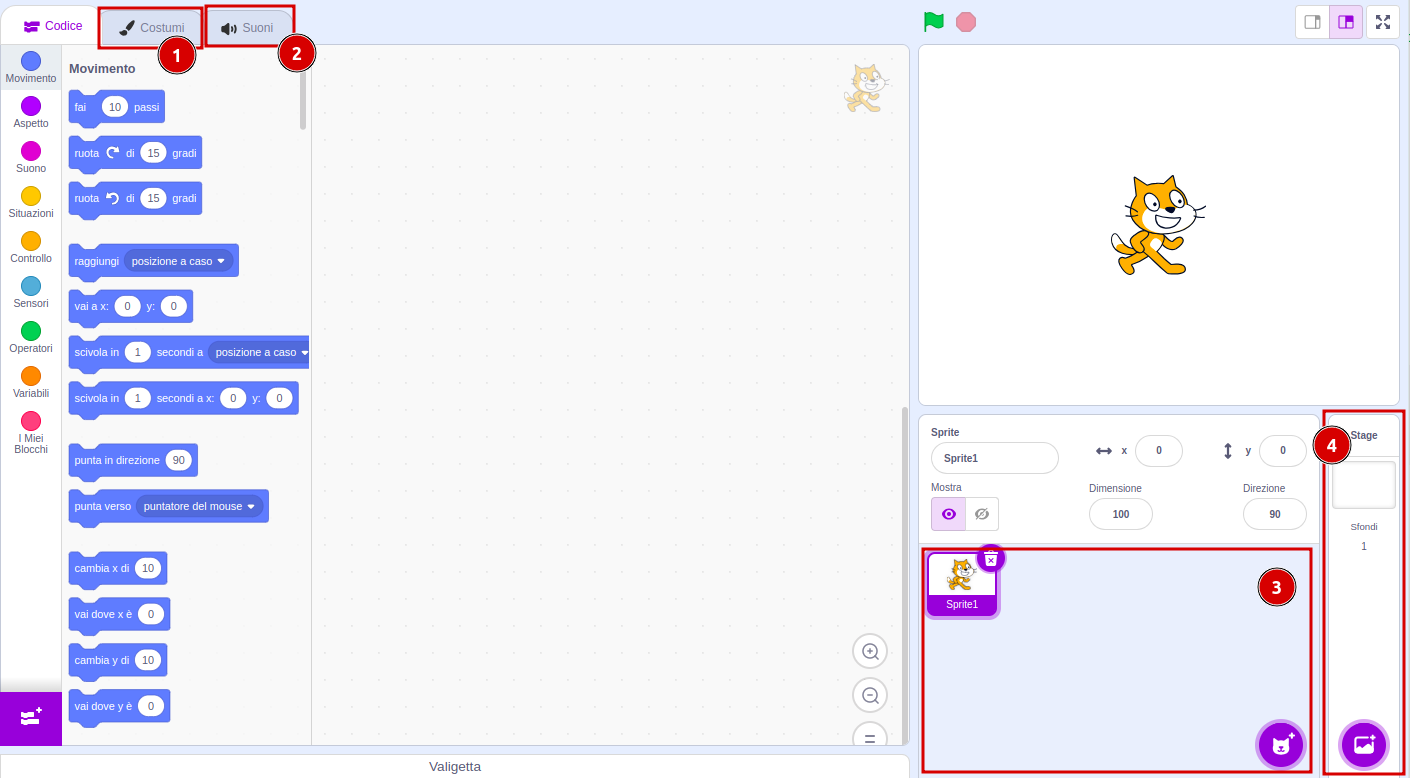 Codice
Costumi
Suoni
1
2
Movimento
Aspetto
Suono
Situazioni
Controllo
Sensori
Operatori
Variabili
I Miei
Blocchi
Movimento
fai 10 passi
ruota di 15 gradi
ruota di 15 gradi
raggiungi posizione a caso
vai a x: 0 y: 0
scivola in 1 secondi a posizione a caso
scivola in 1 secondi a x: 0 y: 0
punta in direzione 90
punta verso puntatore del mouse
cambia x di 10
vai dove x è 0
cambia y di 10
vai dove y è 0
Valigetta
Sprite
Sprite1
x 0
y 0
Mostra
Dimensione
100
Direzione
90
Sprite1
3
4
Stage
Sfondi
1